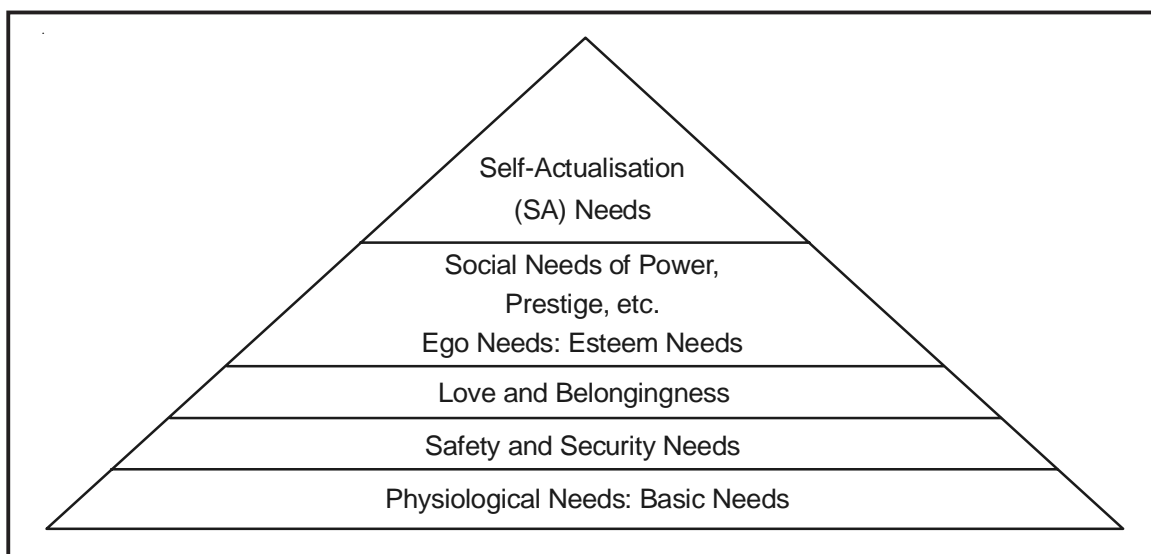 Self-Actualisation
(SA) Needs
Social Needs of Power,
Prestige, etc.
Ego Needs: Esteem Needs
Love and Belongingness
Safety and Security Needs
Physiological Needs: Basic Needs